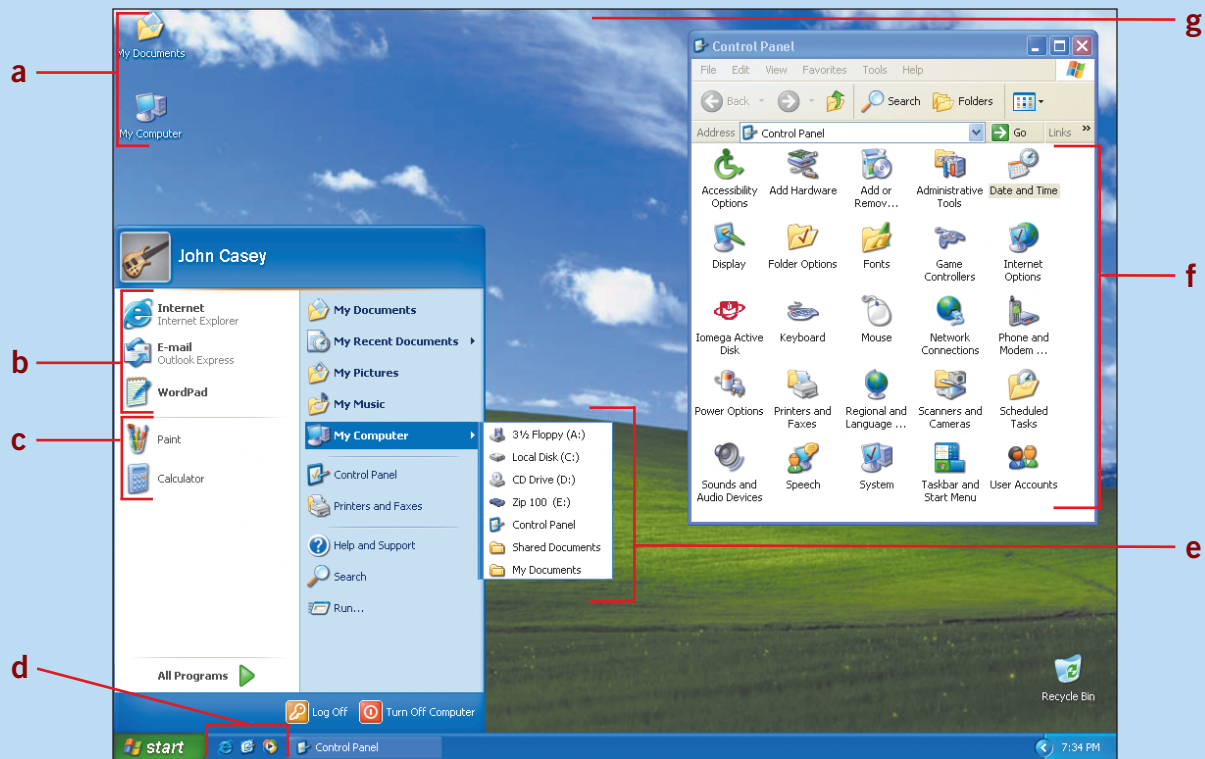 a
My Documents
My Computer
g
Control Panel
File Edit View Favorites Tools Help
Back Search Folders
Address Control Panel Go Links »
Accessibility Options
Add Hardware
Add or Remov...
Administrative Tools
Date and Time
Display
Folder Options
Fonts
Game Controllers
Internet Options
Iomega Active Disk
Keyboard
Mouse
Network Connections
Phone and Modem ...
Power Options
Printers and Faxes
Regional and Language ...
Scanners and Cameras
Scheduled Tasks
Sounds and Audio Devices
Speech
System
Taskbar and Start Menu
User Accounts
f
John Casey
b
Internet
Internet Explorer
E-mail
Outlook Express
WordPad
c
Paint
Calculator
All Programs
My Documents
My Recent Documents
My Pictures
My Music
My Computer
Control Panel
Printers and Faxes
Help and Support
Search
Run...
3½ Floppy (A:)
Local Disk (C:)
CD Drive (D:)
Zip 100 (E:)
Control Panel
Shared Documents
My Documents
e
Recycle Bin
d
Log Off Turn Off Computer
start Control Panel 7:34 PM